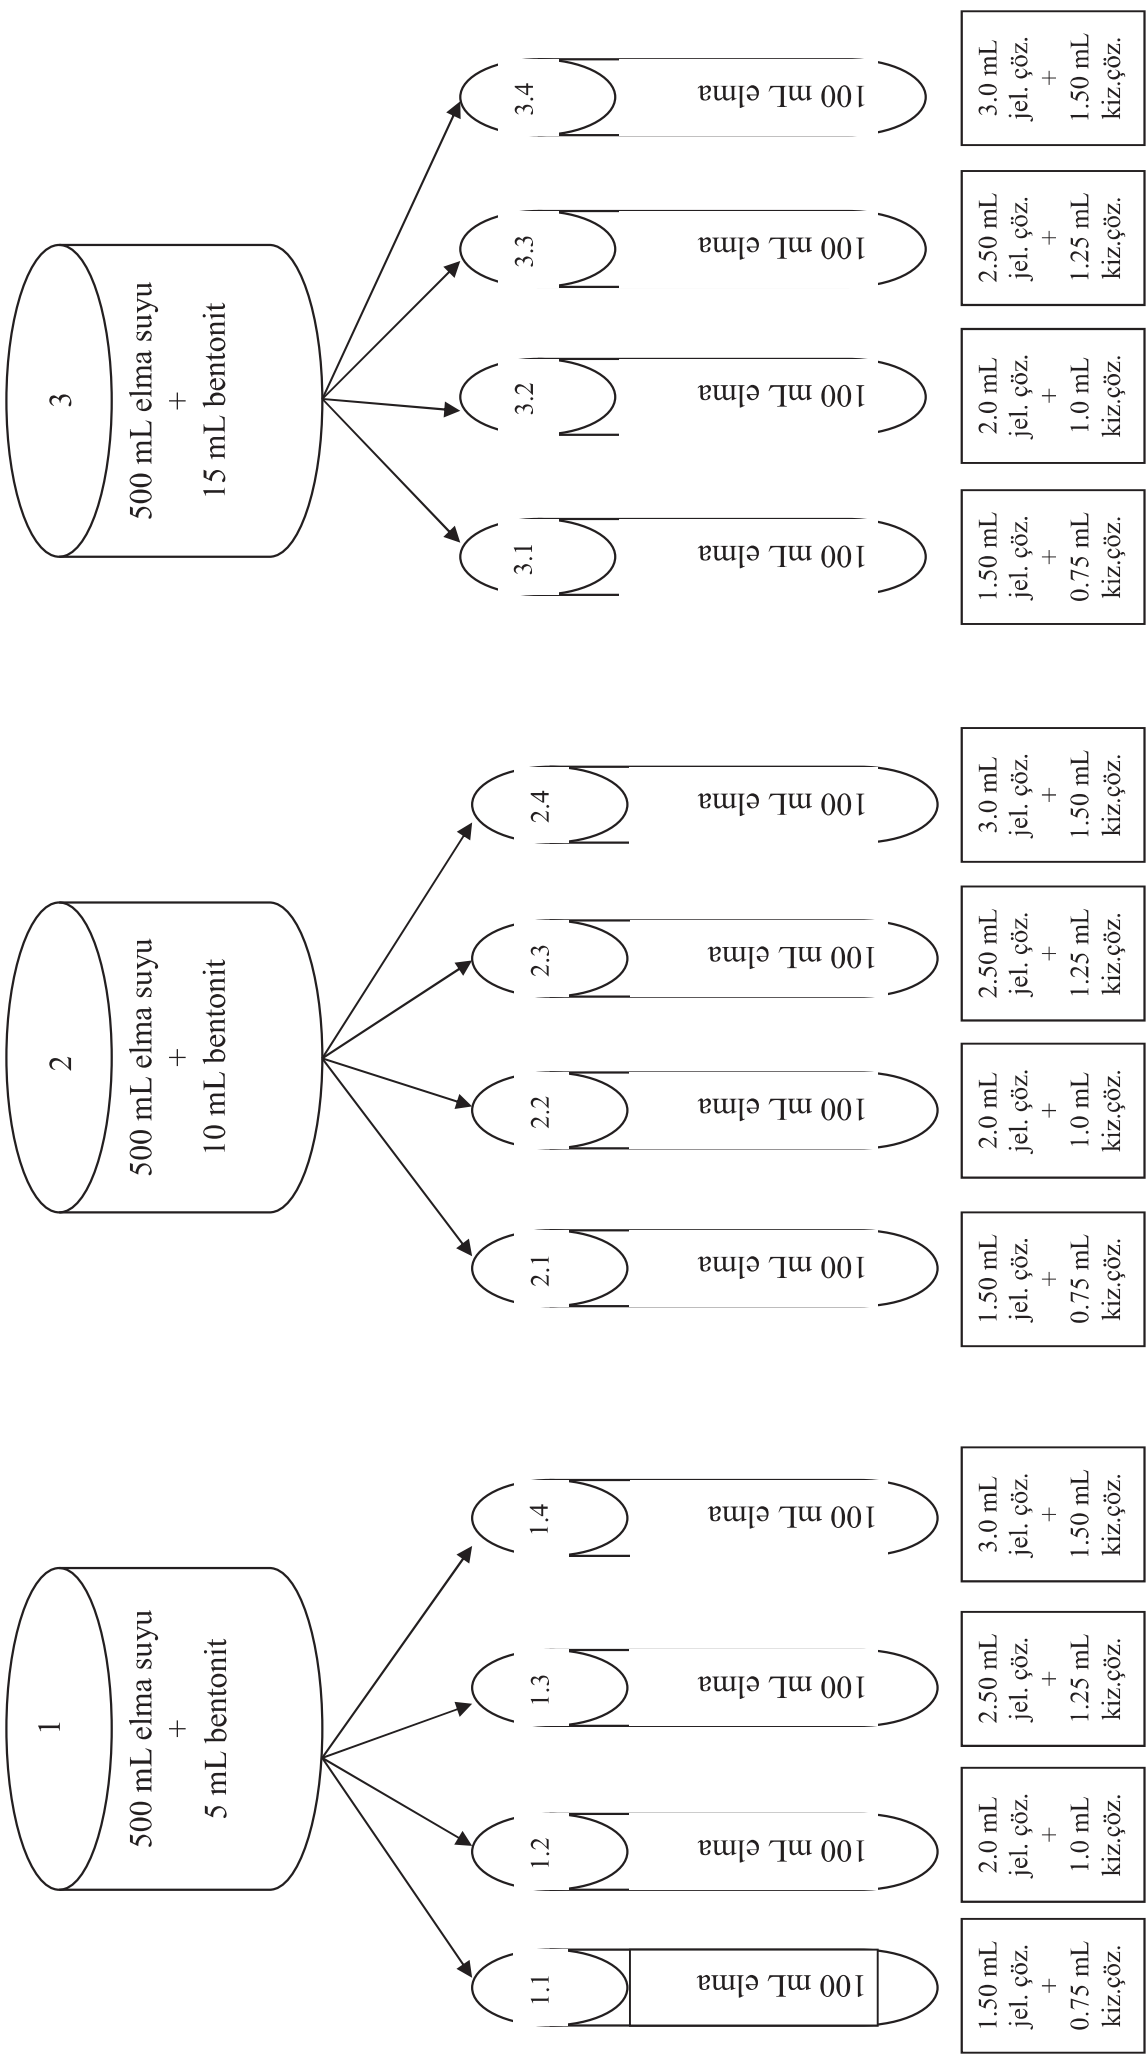 1
500 mL elma suyu
+
5 mL bentonit
1.1
100 mL elma
1.50 mL
jel. çöz.
+
0.75 mL
kiz.çöz.
1.2
100 mL elma
2.0 mL
jel. çöz.
+
1.0 mL
kiz.çöz.
1.3
100 mL elma
2.50 mL
jel. çöz.
+
1.25 mL
kiz.çöz.
1.4
100 mL elma
3.0 mL
jel. çöz.
+
1.50 mL
kiz.çöz.
2
500 mL elma suyu
+
10 mL bentonit
2.1
100 mL elma
1.50 mL
jel. çöz.
+
0.75 mL
kiz.çöz.
2.2
100 mL elma
2.0 mL
jel. çöz.
+
1.0 mL
kiz.çöz.
2.3
100 mL elma
2.50 mL
jel. çöz.
+
1.25 mL
kiz.çöz.
2.4
100 mL elma
3.0 mL
jel. çöz.
+
1.50 mL
kiz.çöz.
3
500 mL elma suyu
+
15 mL bentonit
3.1
100 mL elma
1.50 mL
jel. çöz.
+
0.75 mL
kiz.çöz.
3.2
100 mL elma
2.0 mL
jel. çöz.
+
1.0 mL
kiz.çöz.
3.3
100 mL elma
2.50 mL
jel. çöz.
+
1.25 mL
kiz.çöz.
3.4
100 mL elma
3.0 mL
jel. çöz.
+
1.50 mL
kiz.çöz.